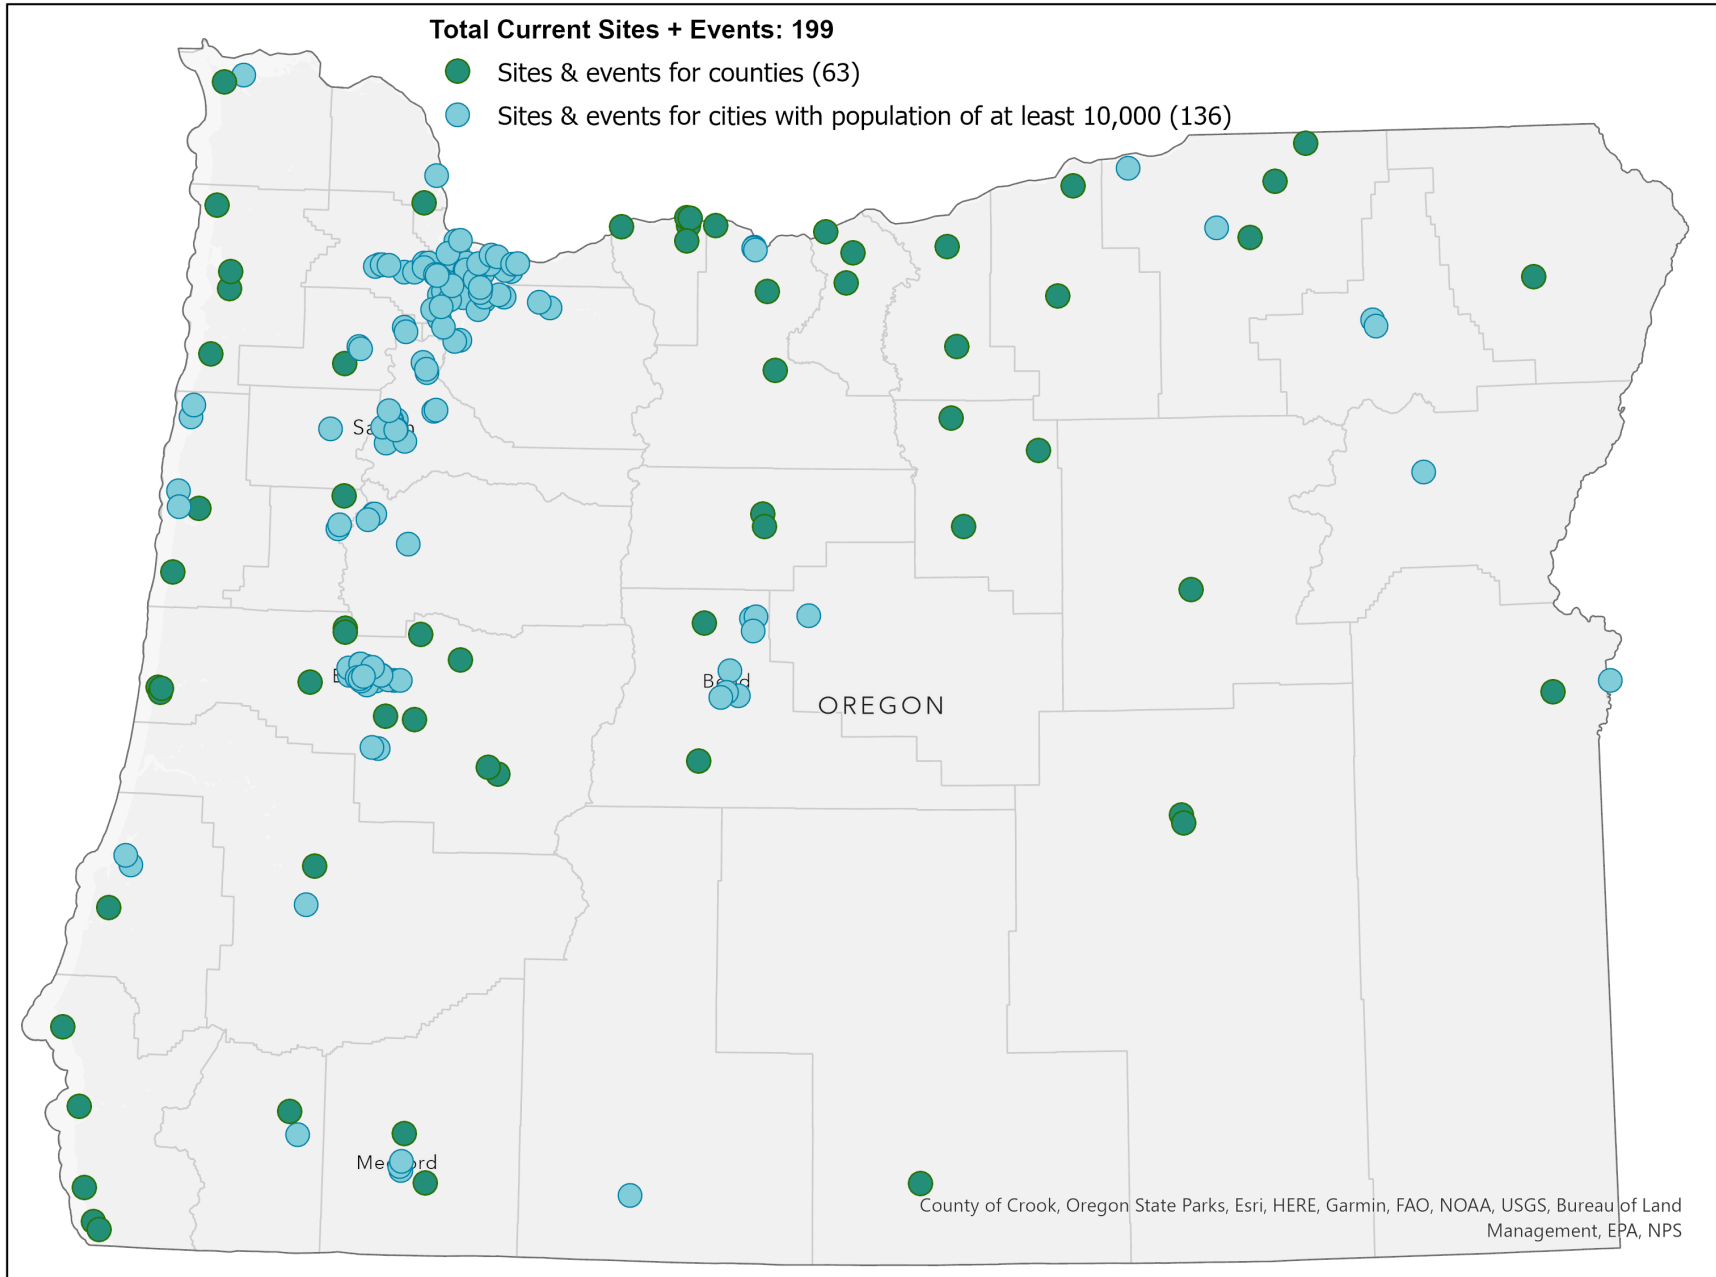 Total Current Sites + Events: 199
Sites & events for counties (63)
Sites & events for cities with population of at least 10,000 (136)
OREGON
County of Crook, Oregon State Parks, Esri, HERE, Garmin, FAO, NOAA, USGS, Bureau of Land
Management, EPA, NPS